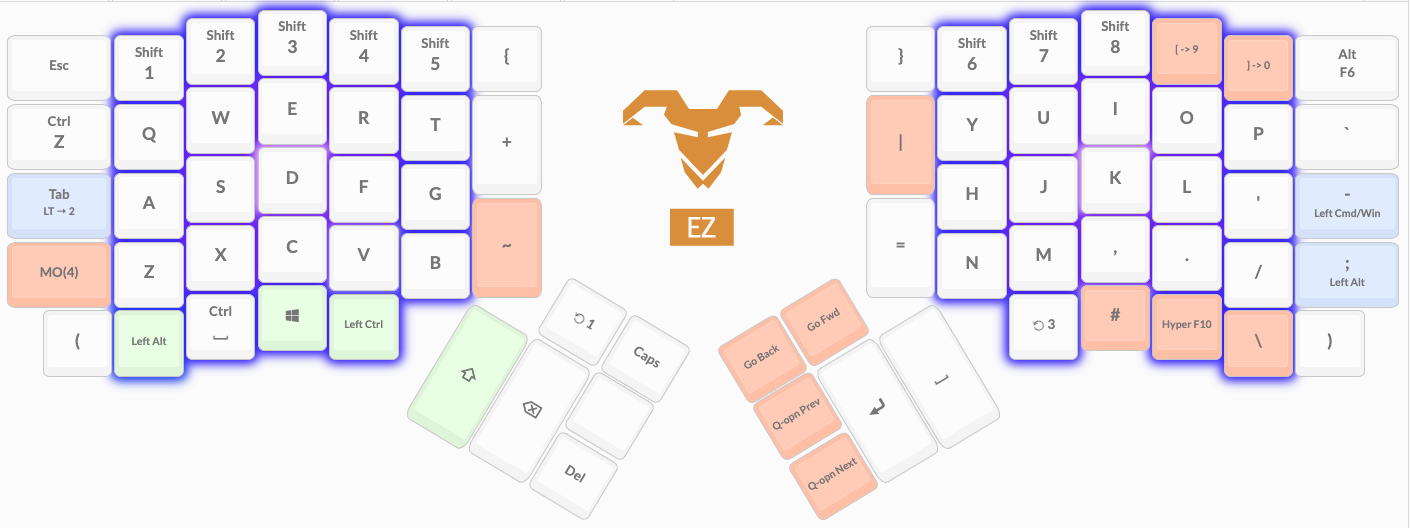 Esc
Shift
1
Shift
2
Shift
3
Shift
4
Shift
5
{
}
Shift
6
Shift
7
Shift
8
[ -> 9
] -> 0
Alt
F6
Ctrl
Z
Q
W
E
R
T
+
|
Y
U
I
O
P
`
Tab
LT → 2
A
S
D
F
G
~
EZ
=
H
J
K
L
'
-
Left Cmd/Win
MO(4)
Z
X
C
V
B
N
M
,
.
/
;
Left Alt
(
Left Alt
Ctrl
Left Ctrl
1
Caps
Del
Go Back
Go Fwd
Q-opn Prev
Q-opn Next
3
#
Hyper F10
\
)